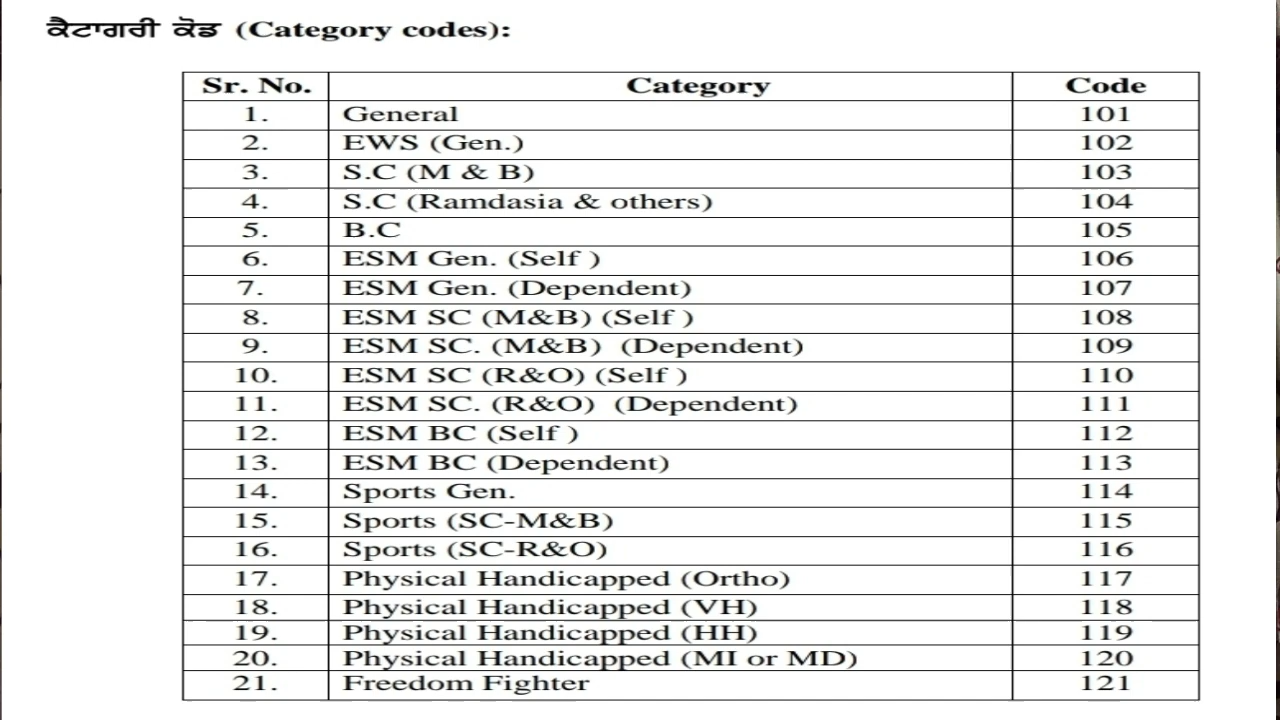 ਕੈਟਾਗਰੀ ਕੋਡ (Category codes):
Sr. No. Category Code
1. General 101
2. EWS (Gen.) 102
3. S.C (M & B) 103
4. S.C (Ramdasia & others) 104
5. B.C 105
6. ESM Gen. (Self ) 106
7. ESM Gen. (Dependent) 107
8. ESM SC (M&B) (Self ) 108
9. ESM SC. (M&B) (Dependent) 109
10. ESM SC (R&O) (Self ) 110
11. ESM SC. (R&O) (Dependent) 111
12. ESM BC (Self ) 112
13. ESM BC (Dependent) 113
14. Sports Gen. 114
15. Sports (SC-M&B) 115
16. Sports (SC-R&O) 116
17. Physical Handicapped (Ortho) 117
18. Physical Handicapped (VH) 118
19. Physical Handicapped (HH) 119
20. Physical Handicapped (MI or MD) 120
21. Freedom Fighter 121